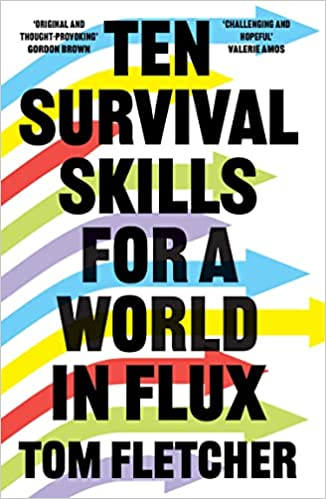 'ORIGINAL AND
THOUGHT-PROVOKING'
GORDON BROWN
'CHALLENGING AND
HOPEFUL'
VALERIE AMOS
TEN
SURVIVAL
SKILLS
FOR A
WORLD
IN FLUX
TOM FLETCHER